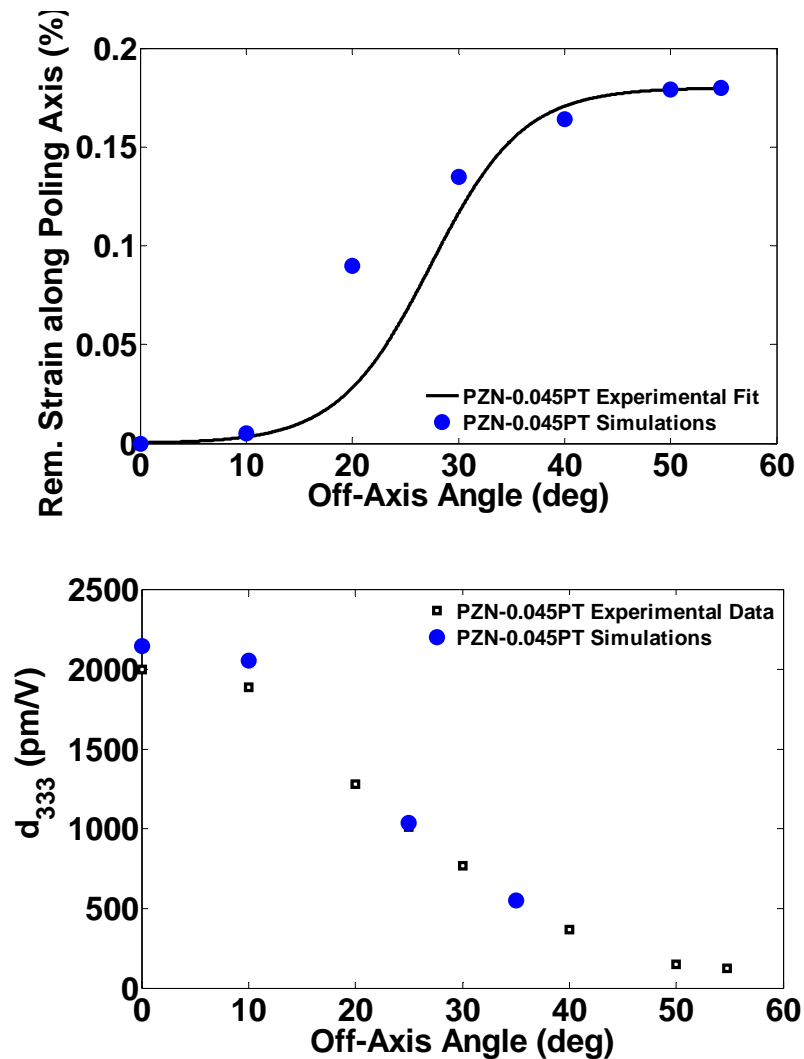 Rem. Strain along Poling Axis (%)
0.2
0.15
0.1
0.05
0
PZN-0.045PT Experimental Fit
PZN-0.045PT Simulations
0 10 20 30 40 50 60
Off-Axis Angle (deg)
d333 (pm/V)
2500
2000
1500
1000
500
0
PZN-0.045PT Experimental Data
PZN-0.045PT Simulations
0 10 20 30 40 50 60
Off-Axis Angle (deg)